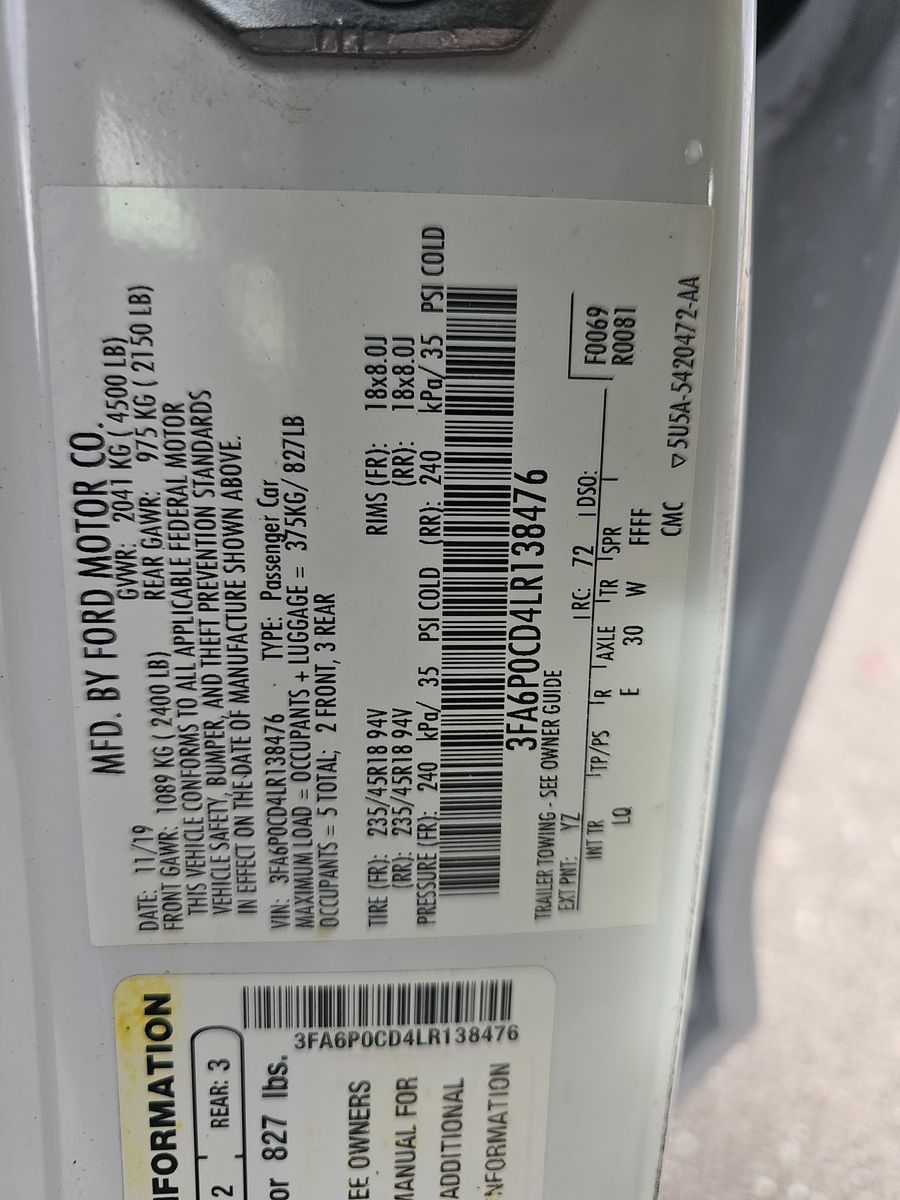 MFD. BY FORD MOTOR CO.
DATE: 11/19 GVWR: 2041 KG ( 4500 LB)
FRONT GAWR: 1089 KG ( 2400 LB) REAR GAWR: 975 KG ( 2150 LB)
THIS VEHICLE CONFORMS TO ALL APPLICABLE FEDERAL MOTOR
VEHICLE SAFETY, BUMPER, AND THEFT PREVENTION STANDARDS
IN EFFECT ON THE DATE OF MANUFACTURE SHOWN ABOVE.
VIN: 3FA6P0CD4LR138476 TYPE: Passenger Car
MAXIMUM LOAD = OCCUPANTS + LUGGAGE = 375KG/ 827LB
OCCUPANTS = 5 TOTAL; 2 FRONT, 3 REAR
TIRE (FR): 235/45R18 94V RIMS (FR): 18x8.0J
(RR): 235/45R18 94V (RR): 18x8.0J
PRESSURE (FR): 240 kPa/ 35 PSI COLD (RR): 240 kPa/ 35 PSI COLD
3FA6P0CD4LR138476
TRAILER TOWING - SEE OWNER GUIDE
EXT PNT: YZ RC: 72 DSO: F0069
R0081
INT TR TP/PS R AXLE TR SPR
LQ E 30 W FFFF
CMC ▽ 5U5A-5420472-AA
NFORMATION
2 REAR: 3
or 827 lbs.
3FA6P0CD4LR138476
EE OWNERS
MANUAL FOR
ADDITIONAL
NFORMATION